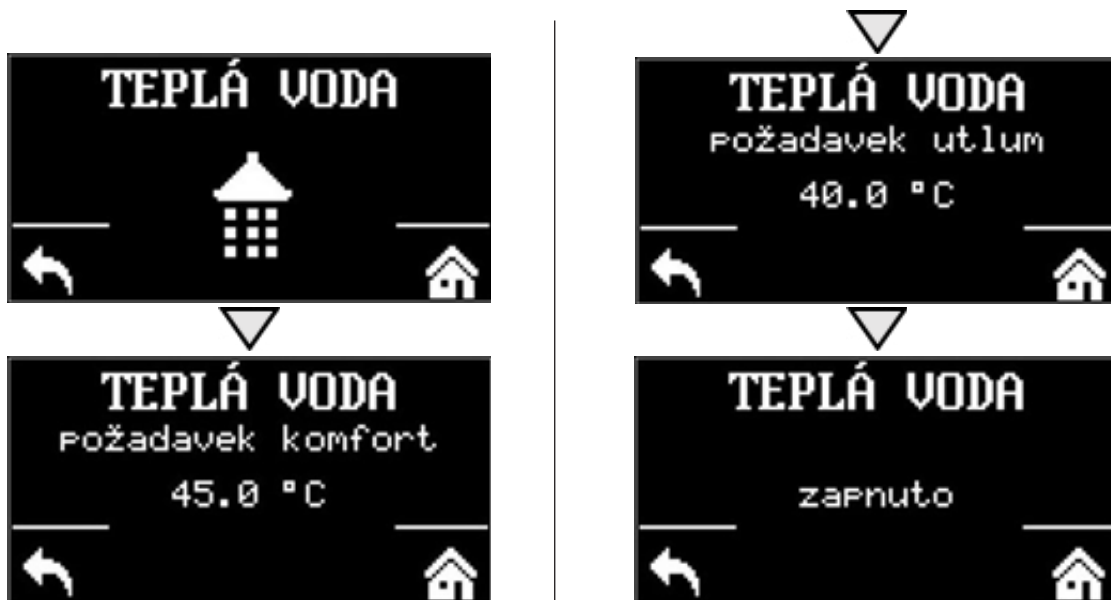 TEPLÁ VODA
TEPLÁ VODA
požadavek komfort
45.0 °C
TEPLÁ VODA
požadavek utlum
40.0 °C
TEPLÁ VODA
zapnuto